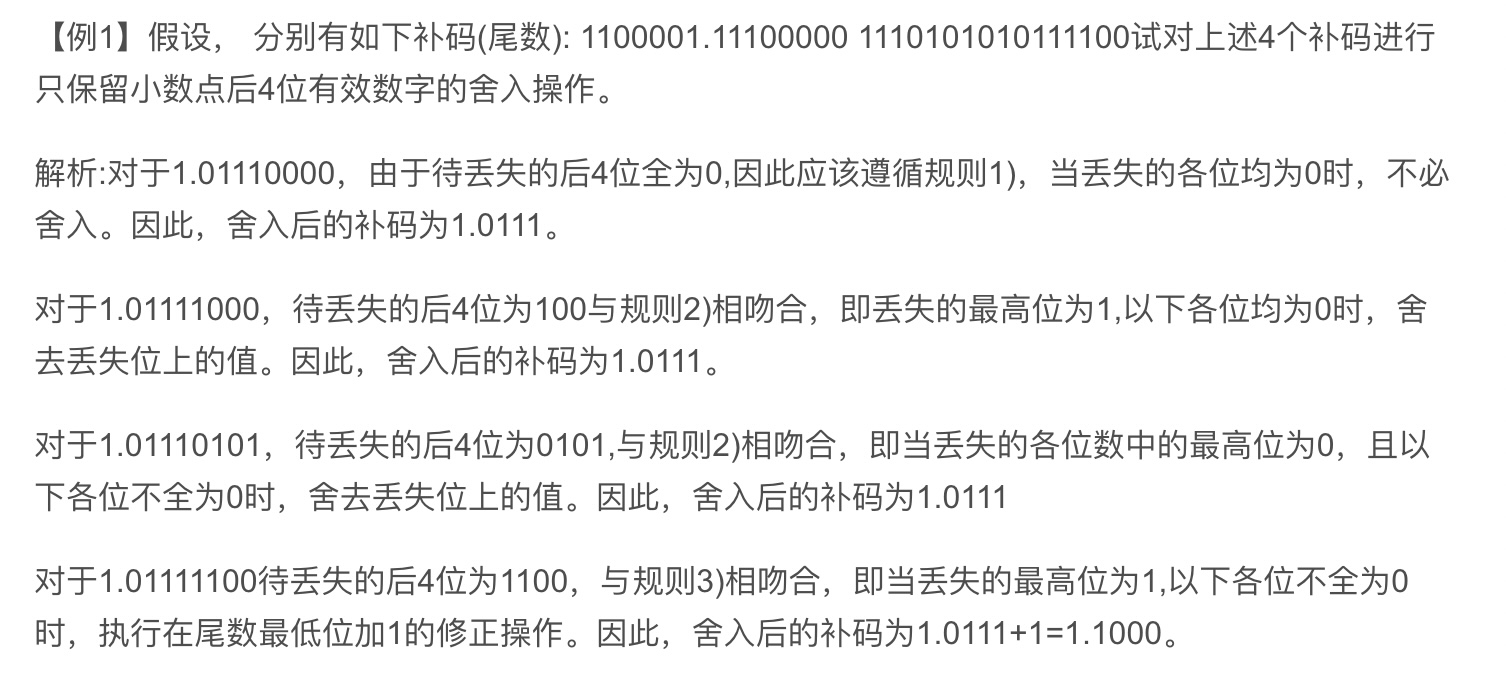 【例1】假设， 分别有如下补码(尾数): 1100001.11100000 1110101010111100试对上述4个补码进行
只保留小数点后4位有效数字的舍入操作。
解析:对于1.01110000，由于待丢失的后4位全为0,因此应该遵循规则1)，当丢失的各位均为0时，不必
舍入。因此，舍入后的补码为1.0111。
对于1.01111000，待丢失的后4位为100与规则2)相吻合，即丢失的最高位为1,以下各位均为0时，舍
去丢失位上的值。因此，舍入后的补码为1.0111。
对于1.01110101，待丢失的后4位为0101,与规则2)相吻合，即当丢失的各位数中的最高位为0，且以
下各位不全为0时，舍去丢失位上的值。因此，舍入后的补码为1.0111
对于1.01111100待丢失的后4位为1100，与规则3)相吻合，即当丢失的最高位为1,以下各位不全为0
时，执行在尾数最低位加1的修正操作。因此，舍入后的补码为1.0111+1=1.1000。